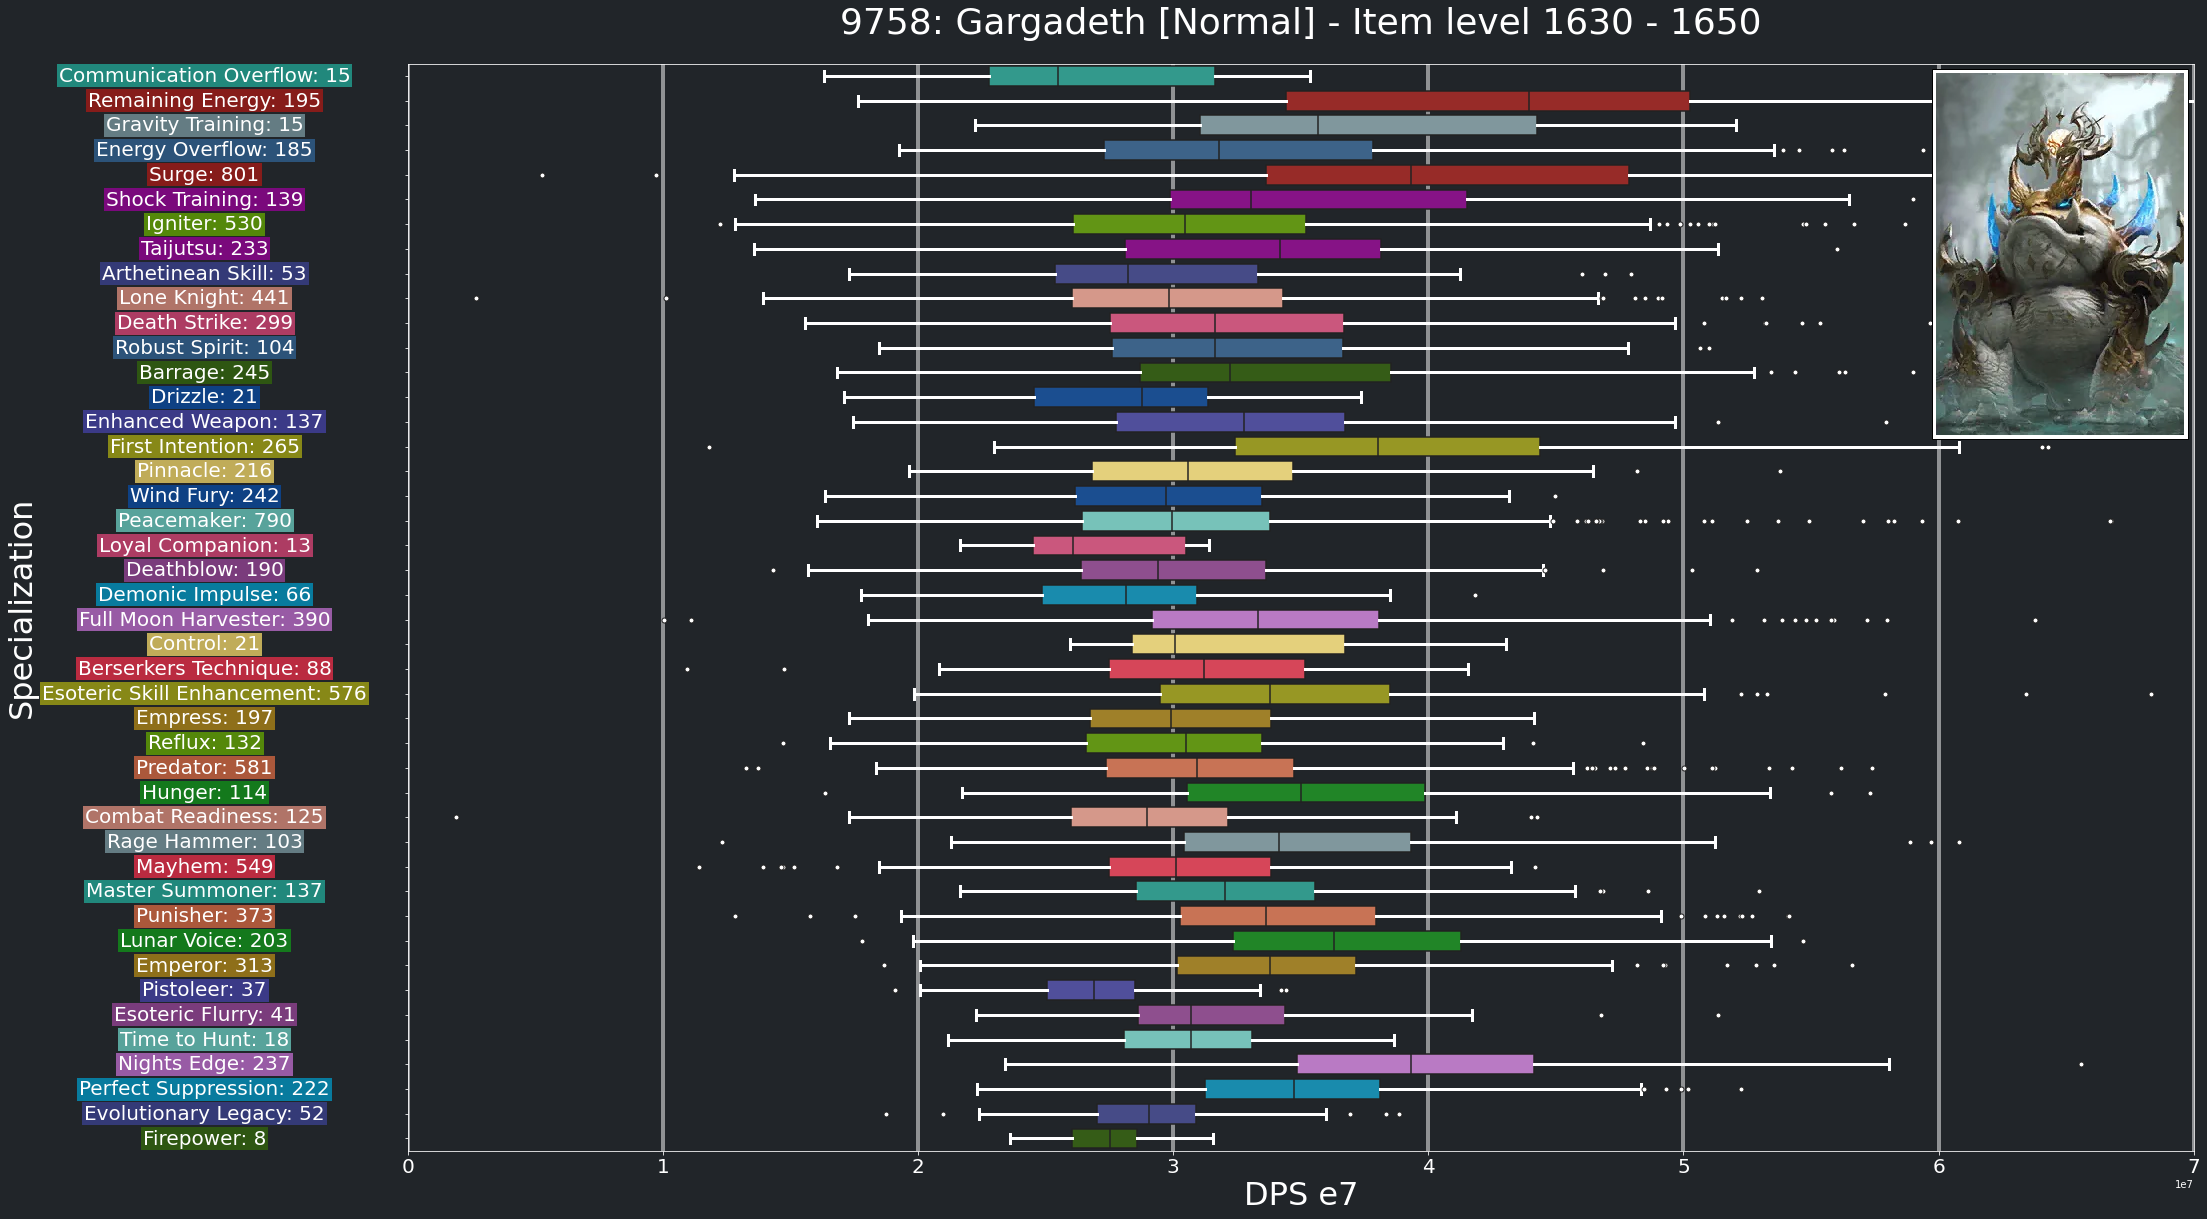 9758: Gargadeth [Normal] - Item level 1630 - 1650
Specialization
Communication Overflow: 15
Remaining Energy: 195
Gravity Training: 15
Energy Overflow: 185
Surge: 801
Shock Training: 139
Igniter: 530
Taijutsu: 233
Arthetinean Skill: 53
Lone Knight: 441
Death Strike: 299
Robust Spirit: 104
Barrage: 245
Drizzle: 21
Enhanced Weapon: 137
First Intention: 265
Pinnacle: 216
Wind Fury: 242
Peacemaker: 790
Loyal Companion: 13
Deathblow: 190
Demonic Impulse: 66
Full Moon Harvester: 390
Control: 21
Berserkers Technique: 88
Esoteric Skill Enhancement: 576
Empress: 197
Reflux: 132
Predator: 581
Hunger: 114
Combat Readiness: 125
Rage Hammer: 103
Mayhem: 549
Master Summoner: 137
Punisher: 373
Lunar Voice: 203
Emperor: 313
Pistoleer: 37
Esoteric Flurry: 41
Time to Hunt: 18
Nights Edge: 237
Perfect Suppression: 222
Evolutionary Legacy: 52
Firepower: 8
0 1 2 3 4 5 6 7
DPS e7
1e7